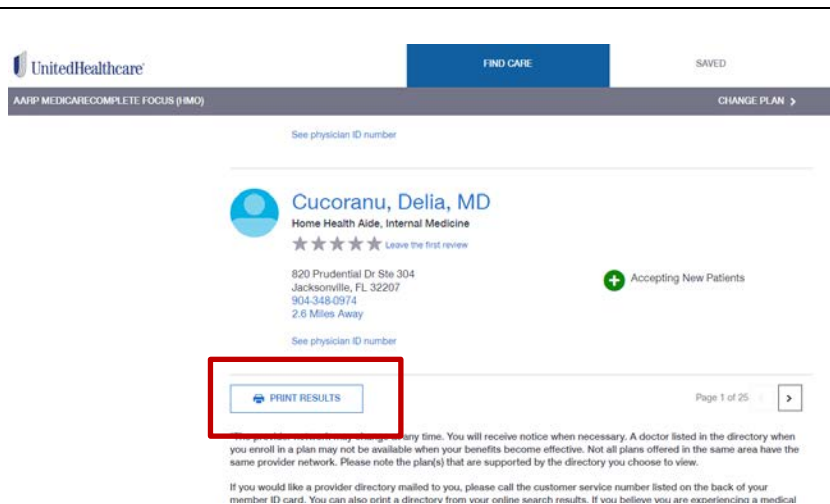 UnitedHealthcare
FIND CARE
SAVED
AARP MEDICARECOMPLETE FOCUS (HMO)
CHANGE PLAN >
See physician ID number
Cucoranu, Delia, MD
Home Health Aide, Internal Medicine
Leave the first review
820 Prudential Dr Ste 304
Jacksonville, FL 32207
904-348-0974
2.6 Miles Away
Accepting New Patients
See physician ID number
PRINT RESULTS
Page 1 of 25
provider network may change at any time. You will receive notice when necessary. A doctor listed in the directory when
you enroll in a plan may not be available when your benefits become effective. Not all plans offered in the same area have the
same provider network. Please note the plan(s) that are supported by the directory you choose to view.
If you would like a provider directory mailed to you, please call the customer service number listed on the back of your
member ID card. You can also print a directory from your online search results. If you believe you are experiencing a medical